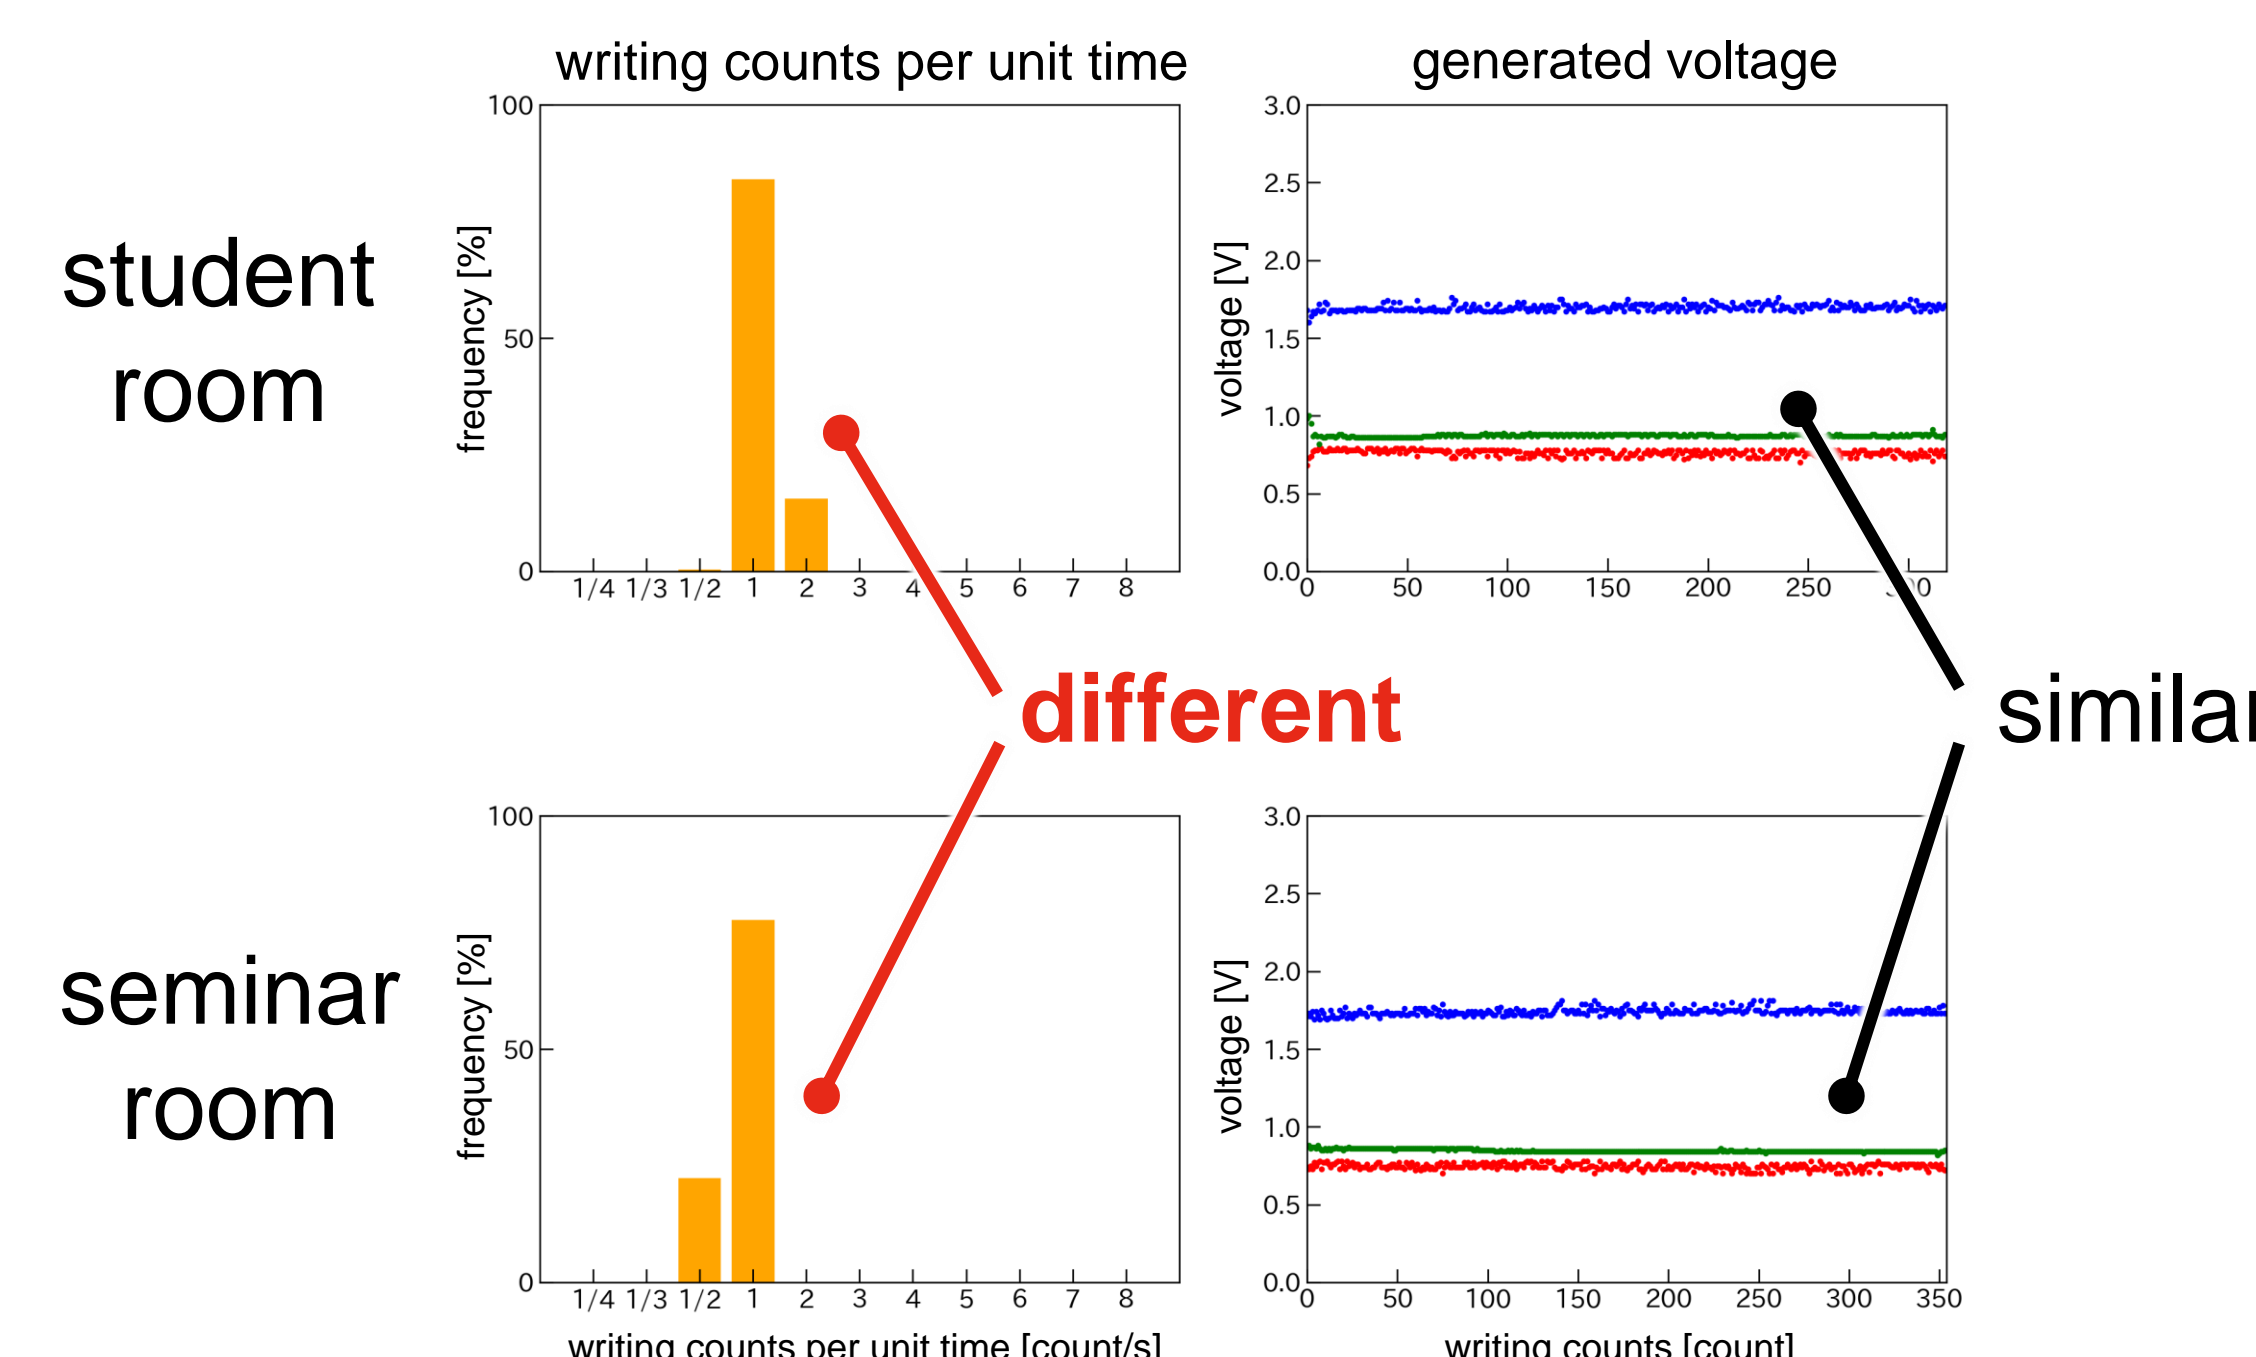 writing counts per unit time
generated voltage
student
room
frequency [%]
100
50
0
1/4 1/3 1/2 1 2 3 4 5 6 7 8
voltage [V]
3.0
2.5
2.0
1.5
1.0
0.5
0.0
0 50 100 150 200 250
different
similar
seminar
room
frequency [%]
100
50
0
1/4 1/3 1/2 1 2 3 4 5 6 7 8
writing counts per unit time [count/s]
voltage [V]
3.0
2.5
2.0
1.5
1.0
0.5
0.0
0 50 100 150 200 250 300 350
writing counts [count]